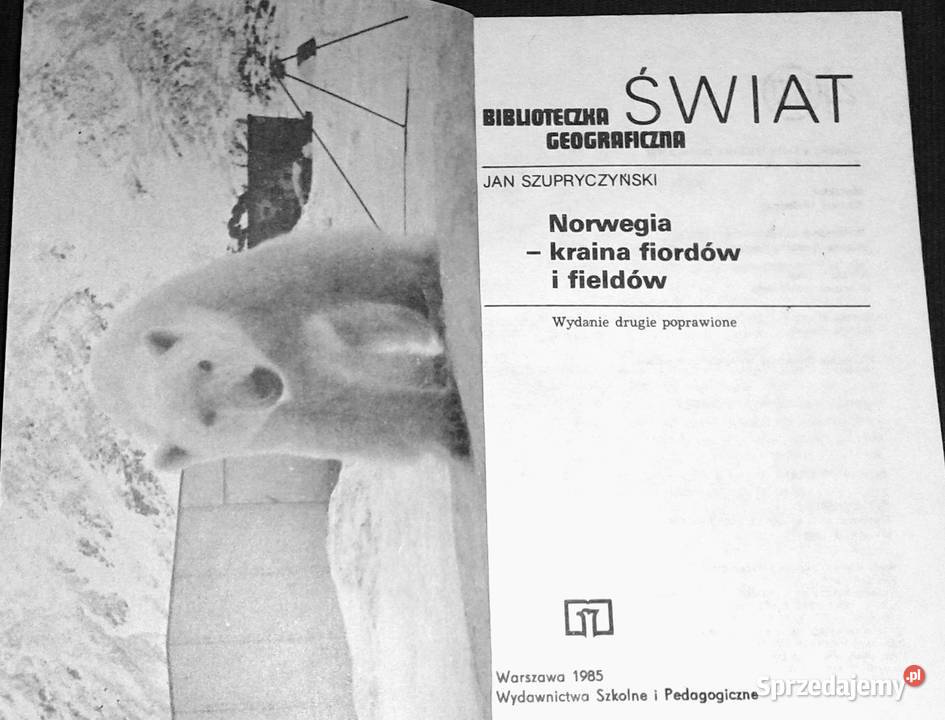 BIBLIOTECZKA ŚWIAT
GEOGRAFICZNA
JAN SZUPRYCZYŃSKI
Norwegia
– kraina fiordów
i fieldów
Wydanie drugie poprawione
Warszawa 1985
Wydawnictwa Szkolne i Pedagogiczne
Sprzedajemy.pl